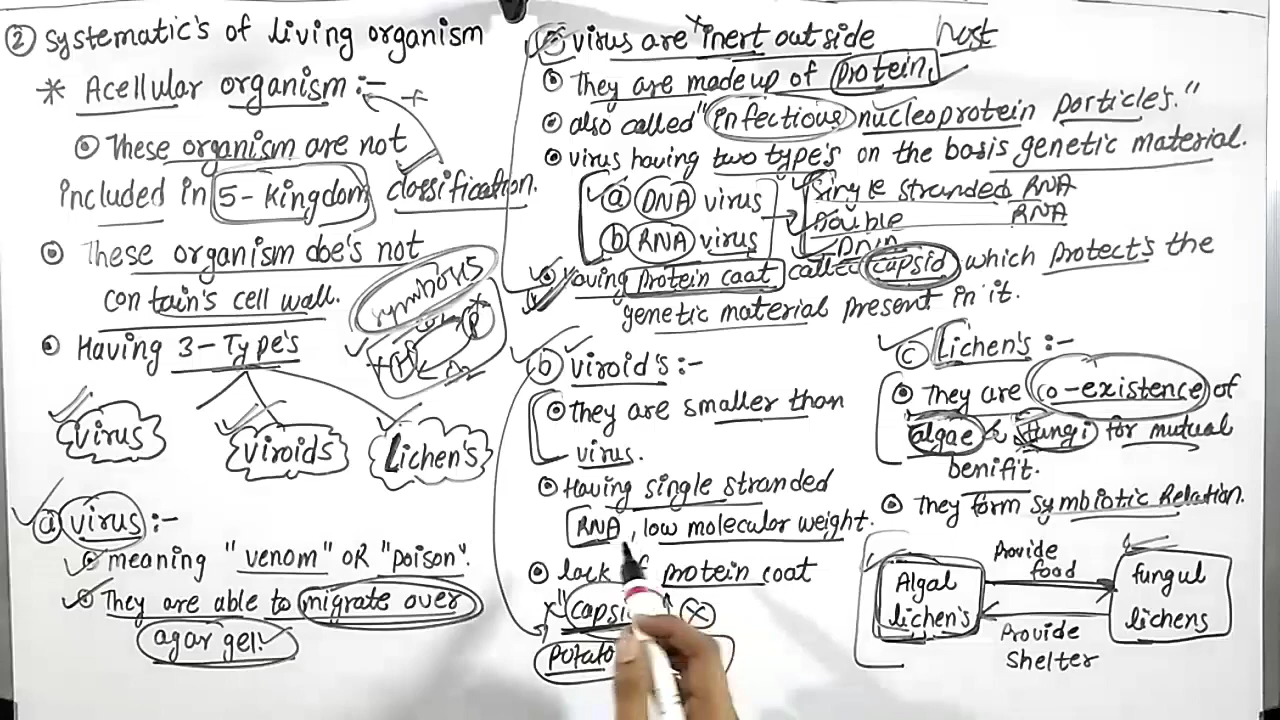 ② Systematic's of living organism
* Acellular organism :-
⊙ These organism are not
included in 5-Kingdom classification.
⊙ These organism doe's not
contain's cell wall.
symbiosis
⊙ Having 3-Type's
Virus
Viroids
Lichen's
ⓐ virus :-
meaning "venom" OR "poison".
⊙ They are able to migrate over
agar gel.
⊙ virus are "inert outside host
⊙ They are made up of protein.
⊙ also called "infectious nucleoprotein particles."
⊙ virus having two type's on the basis genetic material.
ⓐ DNA virus
ⓑ RNA virus
Single stranded RNA
Double RNA
DNA
having protein coat called capsid which protect's the
genetic material present in it.
ⓑ viroid's :-
⊙ They are smaller than
virus.
⊙ Having single stranded
RNA, low molecular weight.
⊙ lack of protein coat
potato
ⓒ Lichen's :-
⊙ They are co-existence of
algae & fungi for mutual
benifit.
⊙ They form symbiotic Relation.
Algal
lichen's
Provide
food
Provide
Shelter
fungul
lichens